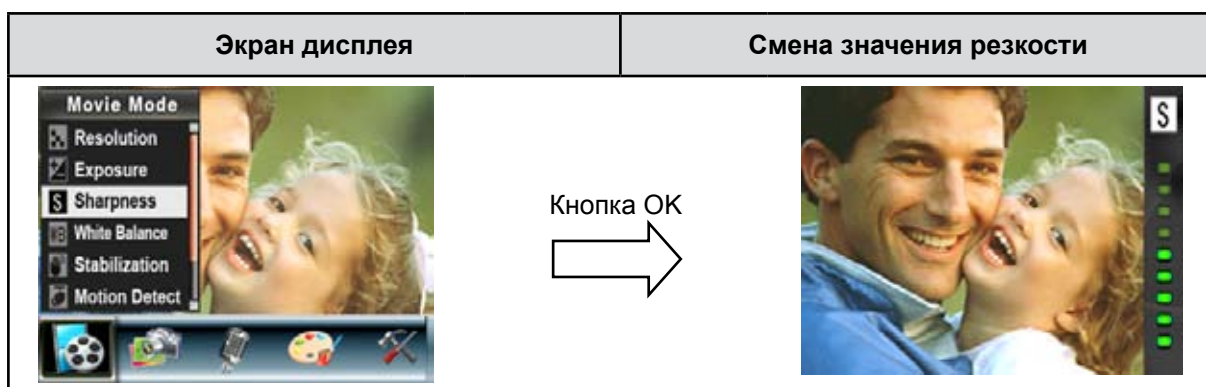 Экран дисплея
Смена значения резкости
Movie Mode
Resolution
Exposure
S Sharpness
White Balance
Stabilization
Motion Detect
Кнопка OK
S